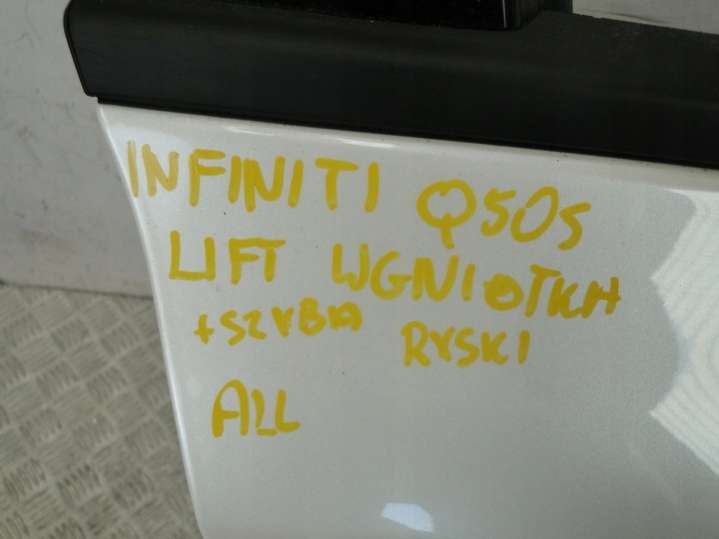 INFINITI Q50S
LIFT WGNIOTKA
+SZYBA RYSKI
ALL